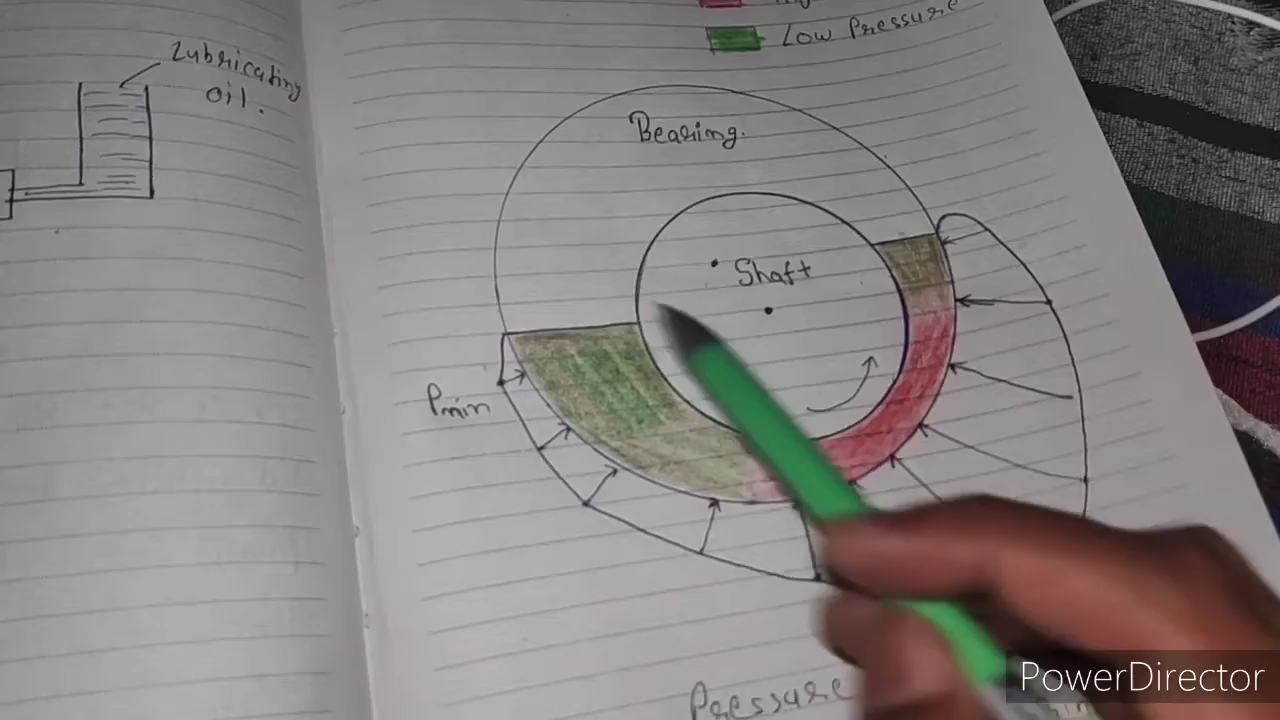 Lubricating
oil.
Low Pressure
Bearing.
Shaft
Pmin
Pressure
PowerDirector